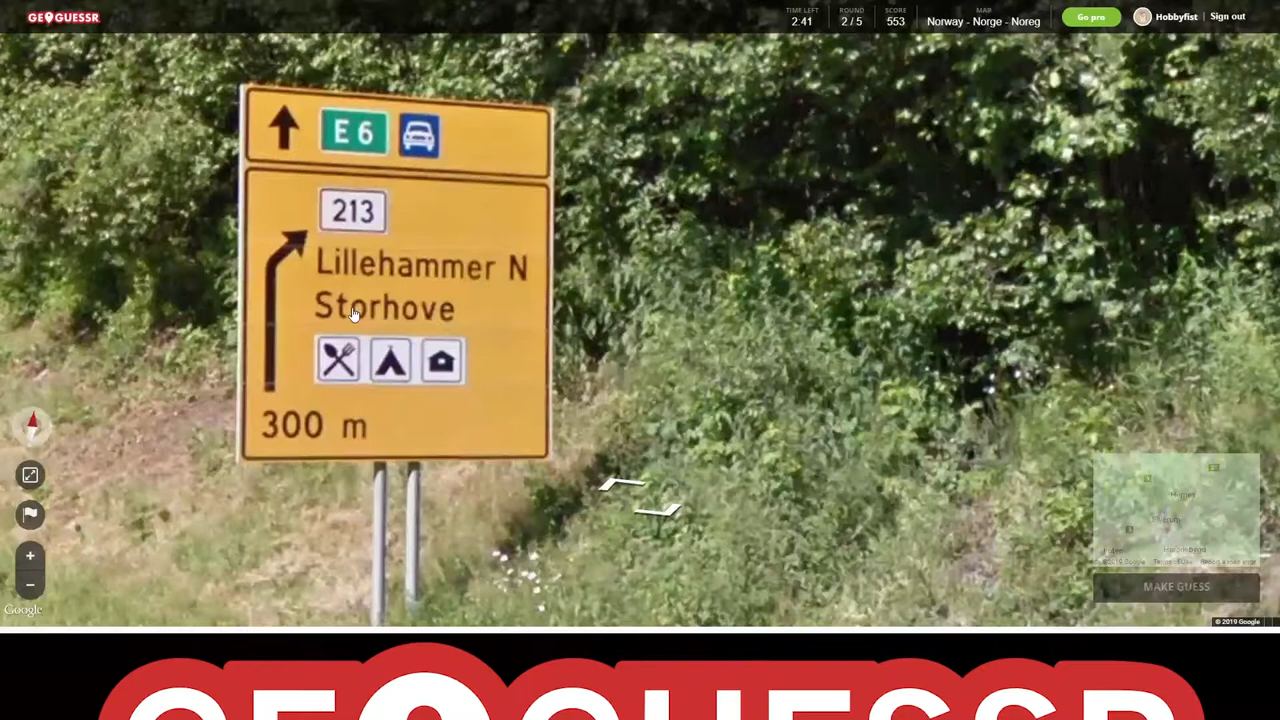 GEOGUESSR
TIME LEFT
2:41
ROUND
2 / 5
SCORE
553
MAP
Norway - Norge - Noreg
Go pro
Hobbyfist
Sign out
E 6
213
Lillehammer N
Storhove
300 m
Google
MAKE GUESS
© 2019 Google
GEOGUESSR